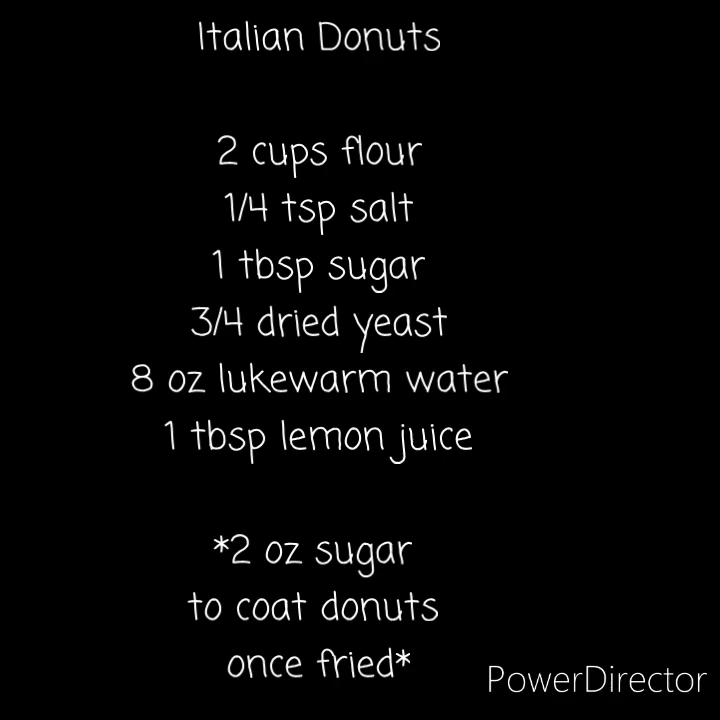 Italian Donuts
2 cups flour
1/4 tsp salt
1 tbsp sugar
3/4 dried yeast
8 oz lukewarm water
1 tbsp lemon juice
*2 oz sugar
to coat donuts
once fried*
PowerDirector